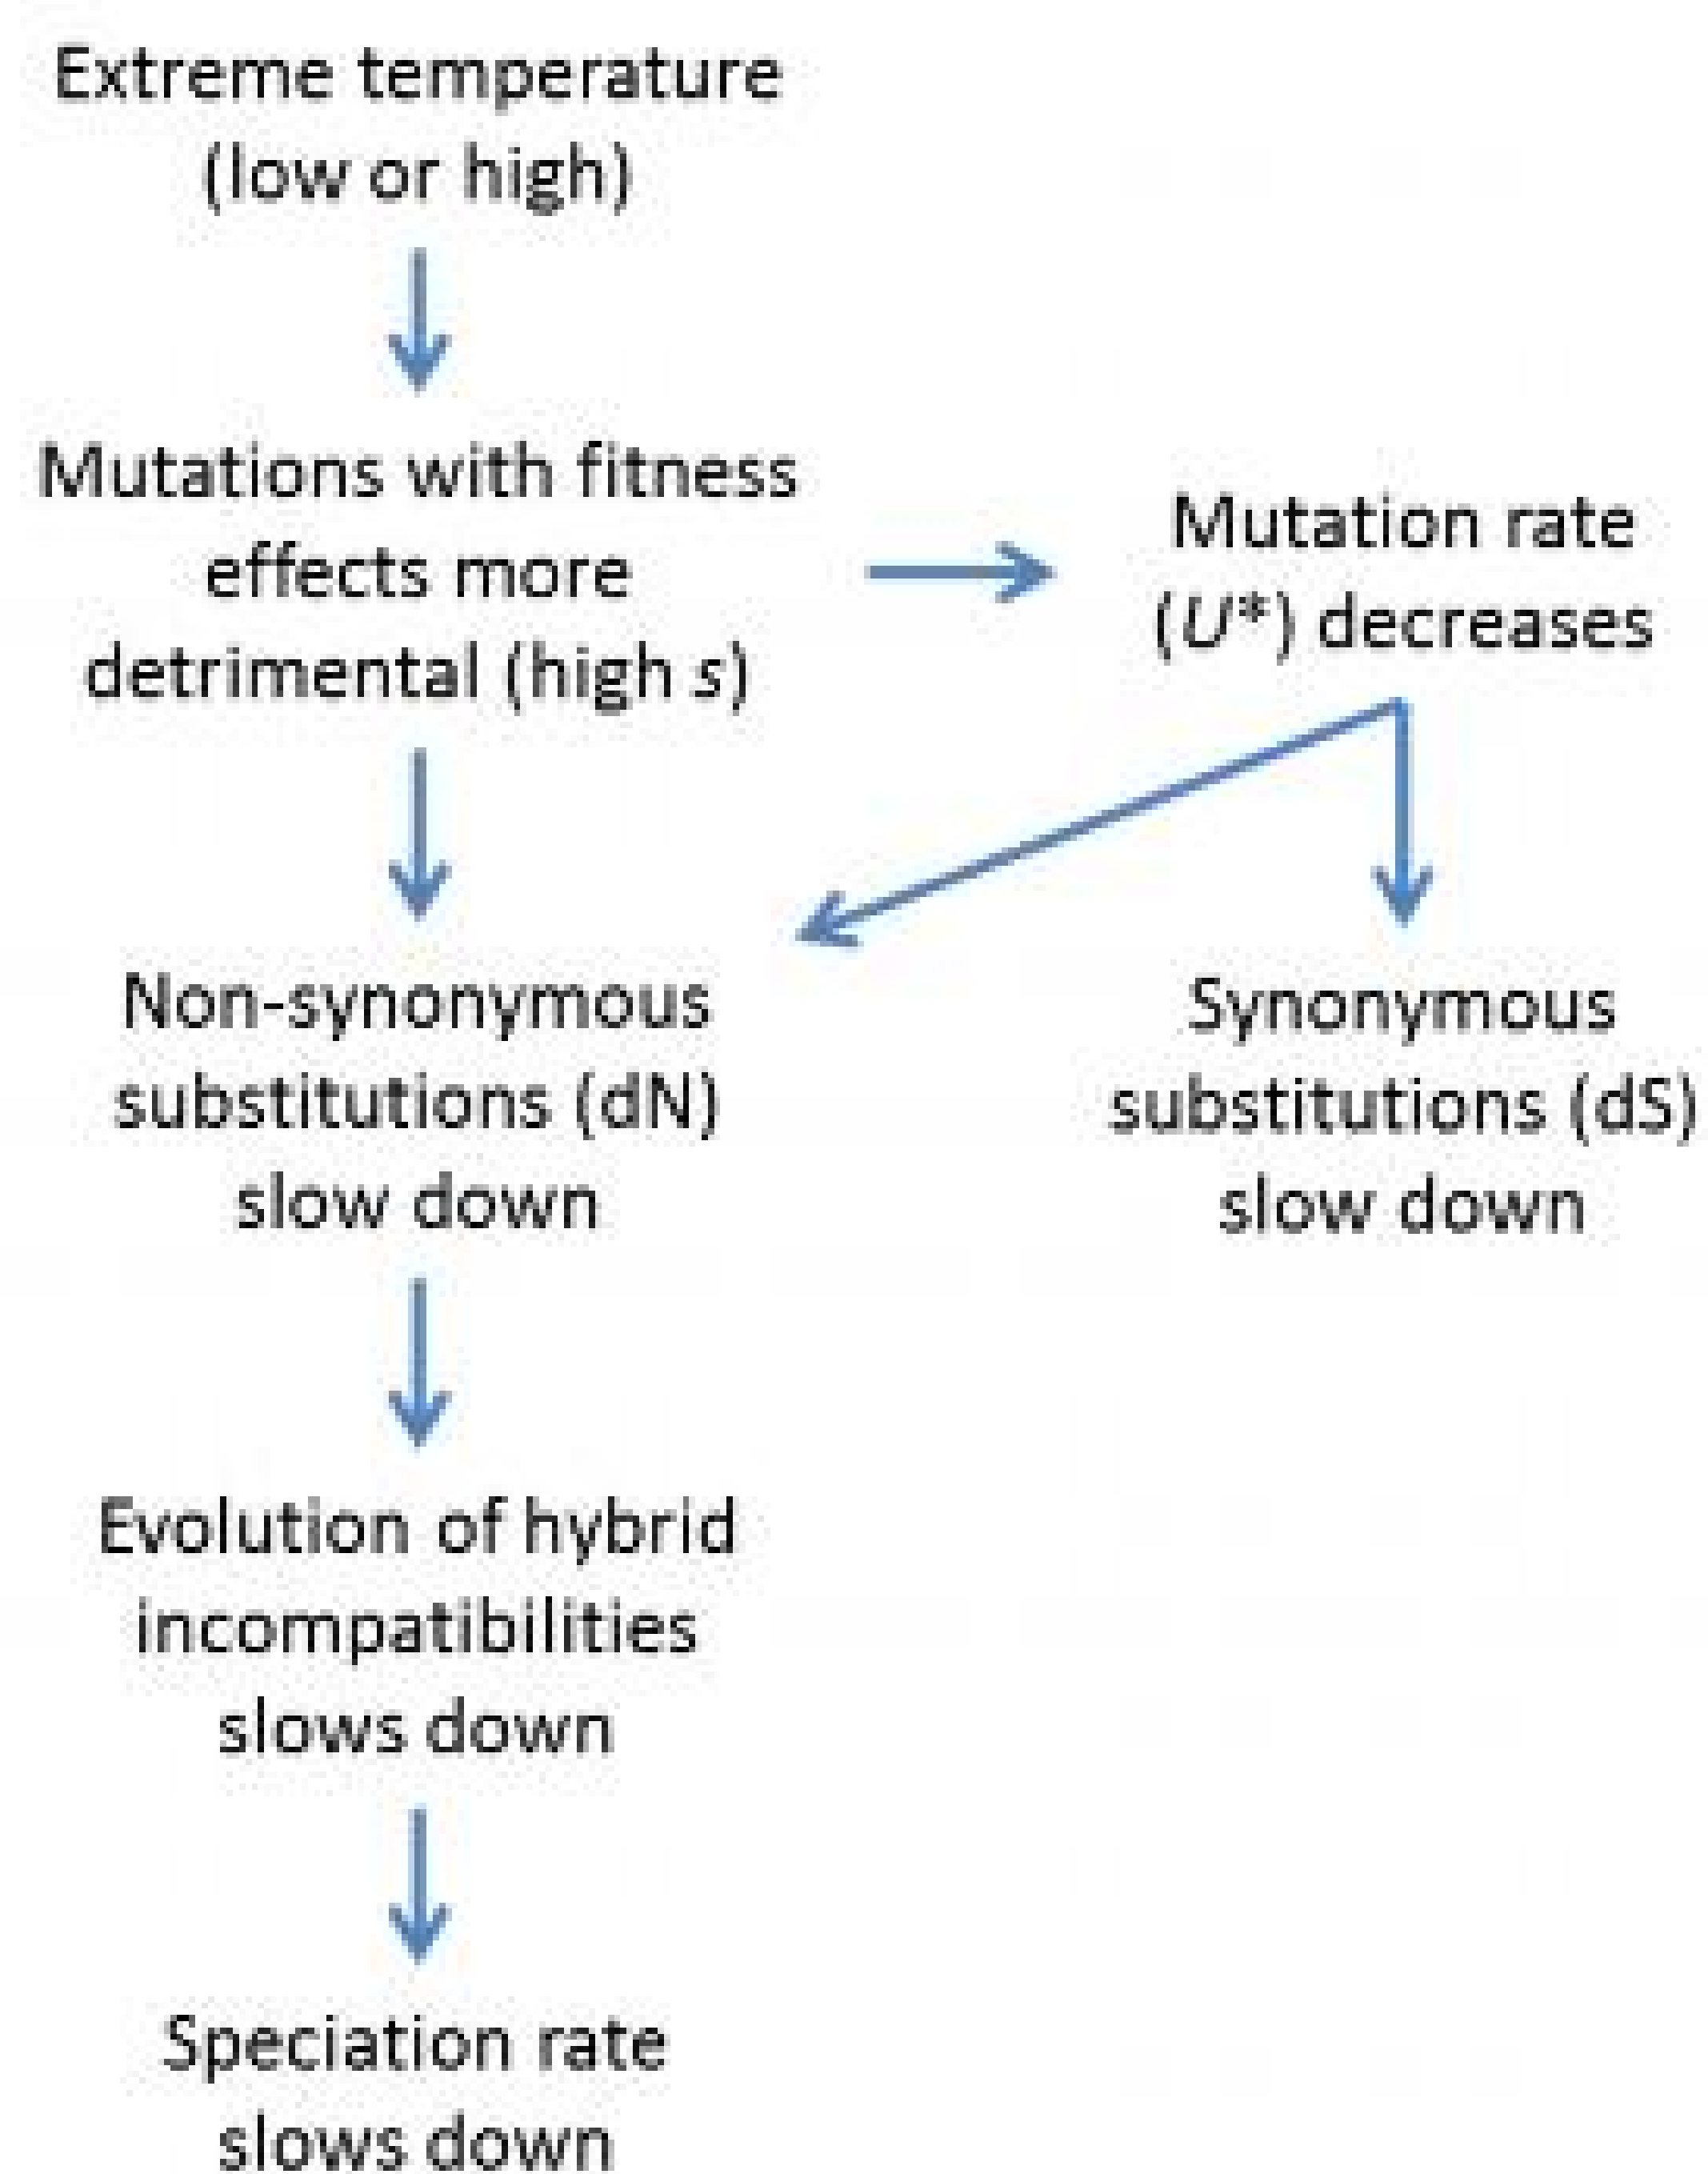 Extreme temperature
(low or high)
Mutations with fitness
effects more
detrimental (high s)
Mutation rate
(U*) decreases
Non-synonymous
substitutions (dN)
slow down
Synonymous
substitutions (dS)
slow down
Evolution of hybrid
incompatibilities
slows down
Speciation rate
slows down